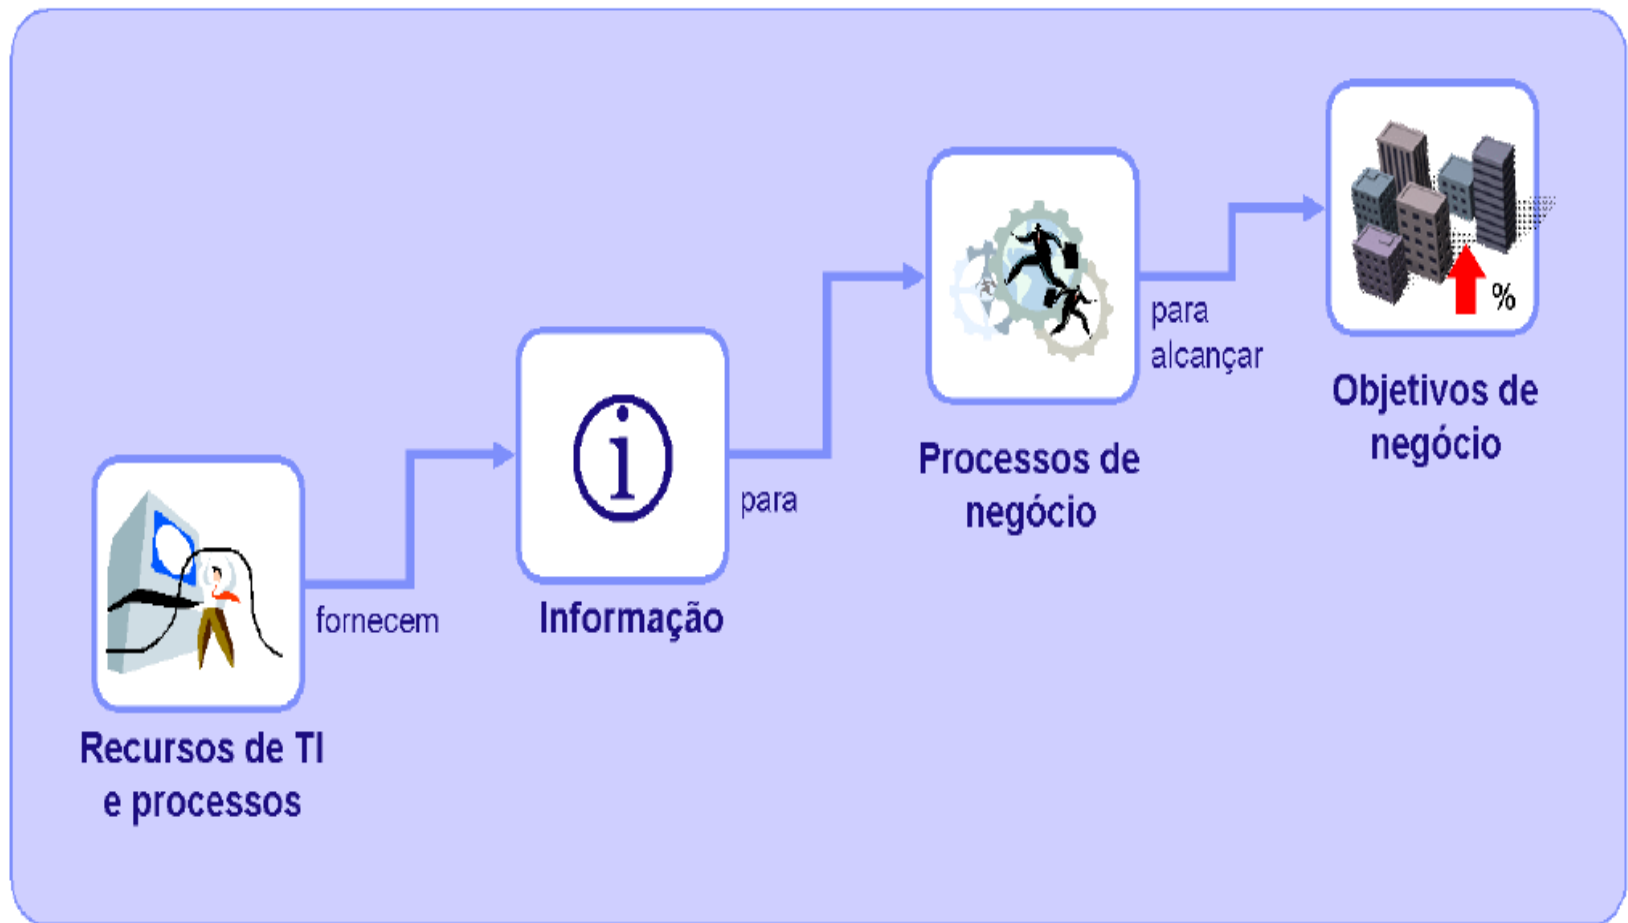 Recursos de TI
e processos
fornecem
Informação
para
Processos de
negócio
para
alcançar
Objetivos de
negócio
%